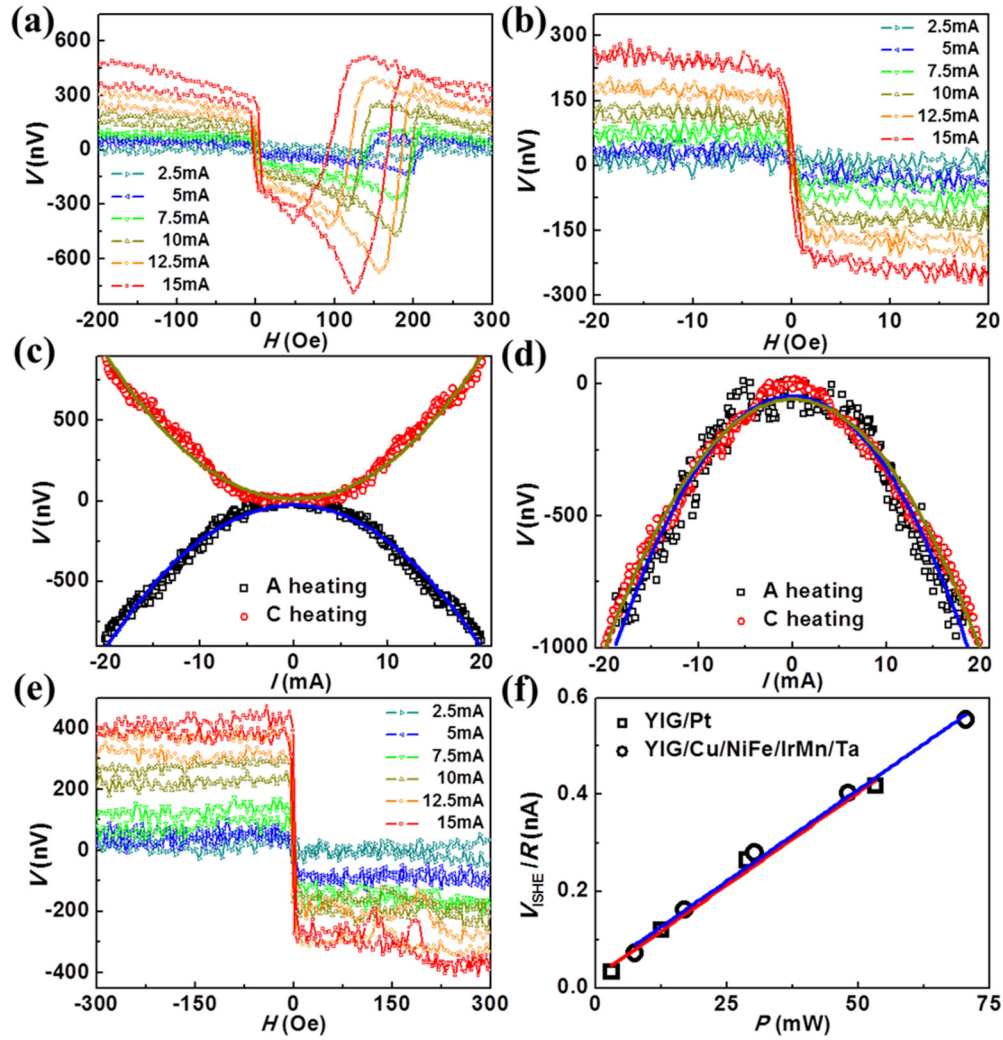 (a)
600
300
0
-300
-600
V(nV)
2.5mA
5mA
7.5mA
10mA
12.5mA
15mA
-200 -100 0 100 200 300
H (Oe)
(b)
300
150
0
-150
-300
V(nV)
2.5mA
5mA
7.5mA
10mA
12.5mA
15mA
-20 -10 0 10 20
H (Oe)
(c)
500
0
-500
V(nV)
A heating
C heating
-20 -10 0 10 20
I (mA)
(d)
0
-500
-1000
V(nV)
A heating
C heating
-20 -10 0 10 20
I (mA)
(e)
400
200
0
-200
-400
V(nV)
2.5mA
5mA
7.5mA
10mA
12.5mA
15mA
-300 -150 0 150 300
H (Oe)
(f)
0.6
0.4
0.2
0.0
VISHE /R(nA)
YIG/Pt
YIG/Cu/NiFe/IrMn/Ta
0 25 50 75
P (mW)